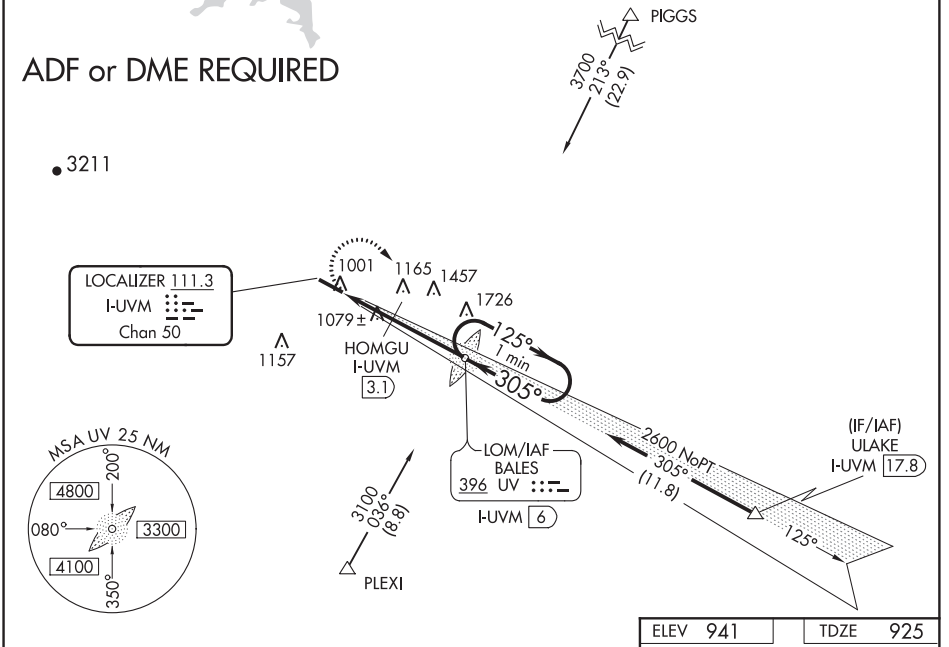 PIGGS
ADF or DME REQUIRED
3700
213°
(22.9)
3211
LOCALIZER 111.3
I-UVM
Chan 50
1001
1165
1457
1726
1079±
1157
HOMGU
I-UVM
3.1
125°
1 min
305°
2600 NoPT
305°
(11.8)
(IF/IAF)
ULAKE
I-UVM 17.8
125°
LOM/IAF
BALES
396 UV
I-UVM 6
3100
036°
(8.8)
PLEXI
MSA UV 25 NM
200°
4800
080°
3300
4100
350°
ELEV 941
TDZE 925